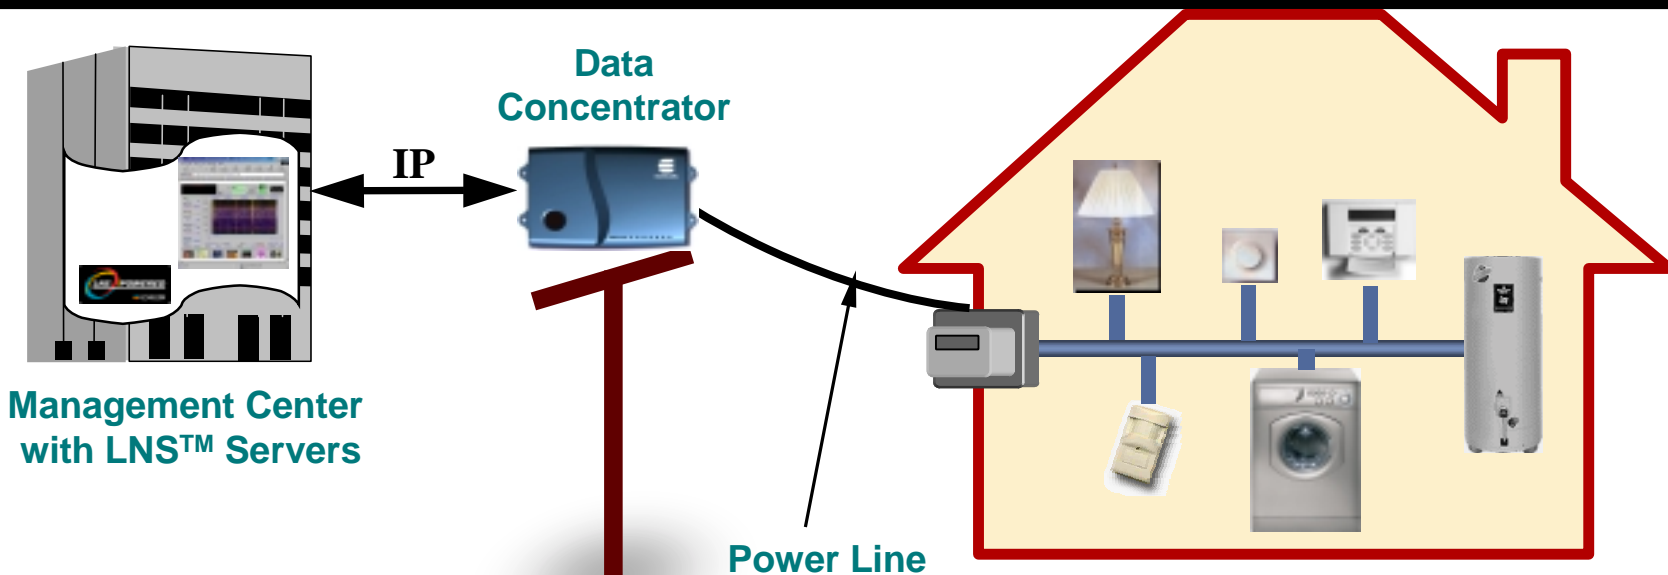 Data
Concentrator
IP
Management Center
with LNS™ Servers
Power Line